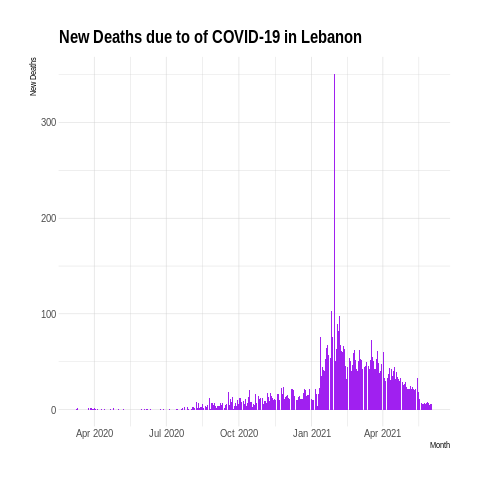 New Deaths due to of COVID-19 in Lebanon
New Deaths
300
200
100
0
Apr 2020 Jul 2020 Oct 2020 Jan 2021 Apr 2021
Month